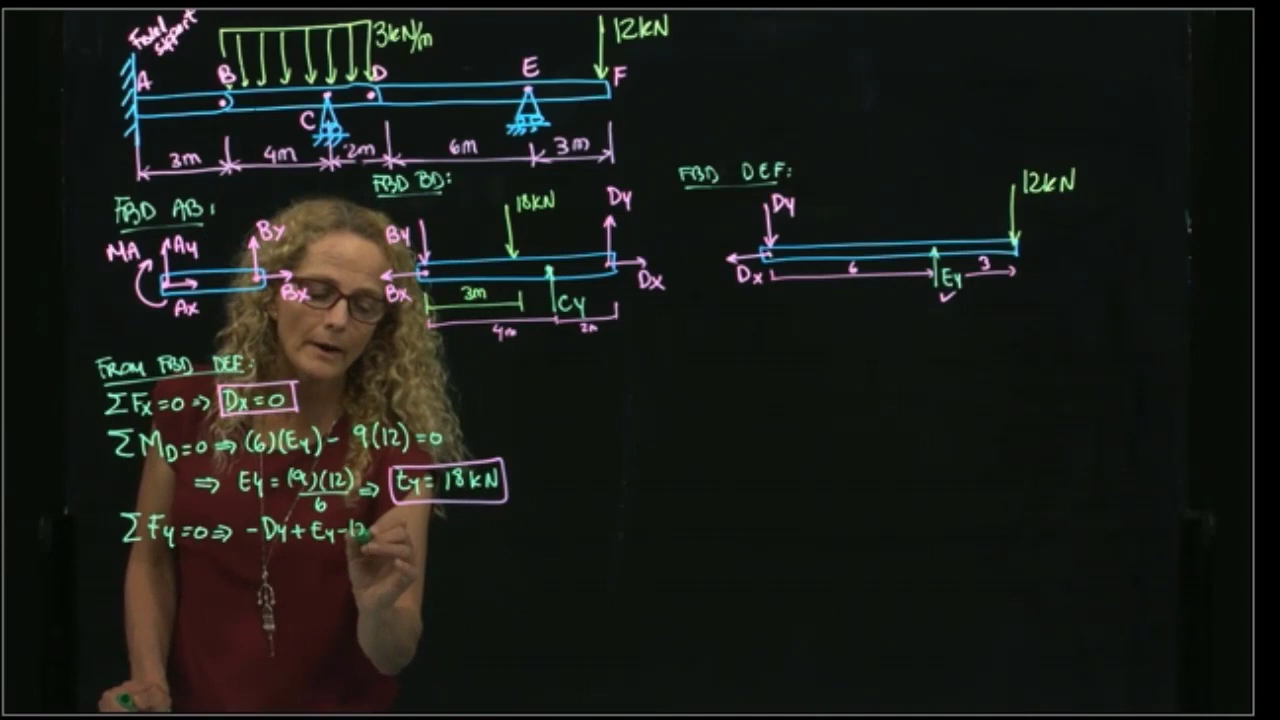 Fixed support
3kN/m
12kN
A
B
D
E
F
C
3m
4m
2m
6m
3m
FBD AB:
MA
Ay
By
Ax
Bx
FBD BD:
18kN
By
Dy
Bx
Dx
3m
Cy
4m
2m
FBD DEF:
12kN
Dy
Dx
6
Ey
3
FROM FBD DEF:
ΣFx=0 ⇒ Dx=0
ΣMD=0 ⇒ (6)(Ey) - 9(12) = 0
⇒ Ey = (9)(12)/6 ⇒ Ey = 18kN
ΣFy=0 ⇒ -Dy+Ey-12